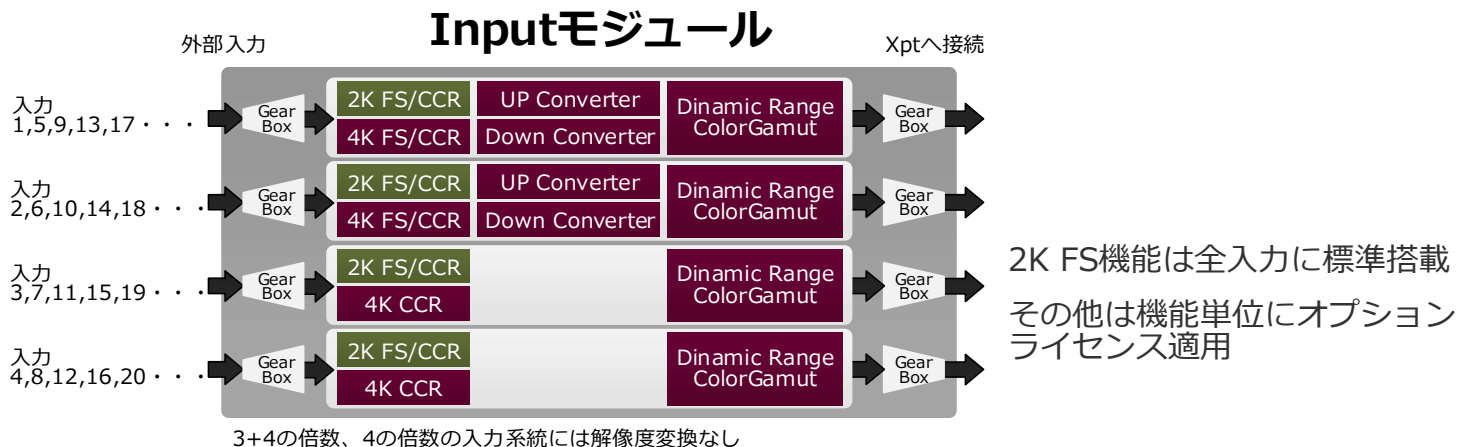 Inputモジュール
外部入力
Xptへ接続
入力
1,5,9,13,17・・・
Gear
Box
2K FS/CCR
UP Converter
4K FS/CCR
Down Converter
Dinamic Range
ColorGamut
Gear
Box
入力
2,6,10,14,18・・・
Gear
Box
2K FS/CCR
UP Converter
4K FS/CCR
Down Converter
Dinamic Range
ColorGamut
Gear
Box
入力
3,7,11,15,19・・・
Gear
Box
2K FS/CCR
4K CCR
Dinamic Range
ColorGamut
Gear
Box
入力
4,8,12,16,20・・・
Gear
Box
2K FS/CCR
4K CCR
Dinamic Range
ColorGamut
Gear
Box
2K FS機能は全入力に標準搭載
その他は機能単位にオプション
ライセンス適用
3+4の倍数、4の倍数の入力系統には解像度変換なし